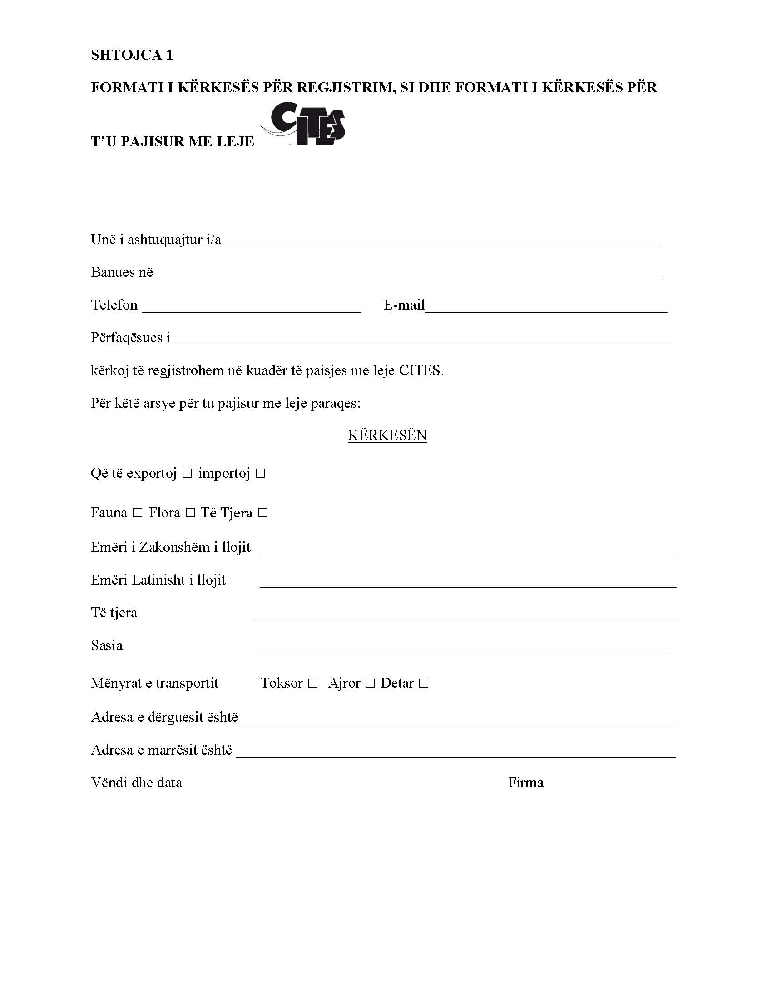 SHTOJCA 1
FORMATI I KËRKESËS PËR REGJISTRIM, SI DHE FORMATI I KËRKESËS PËR
T’U PAJISUR ME LEJE CITES
Unë i ashtuquajtur i/a
Banues në
Telefon E-mail
Përfaqësues i
kërkoj të regjistrohem në kuadër të paisjes me leje CITES.
Për këtë arsye për tu pajisur me leje paraqes:
KËRKESËN
Që të exportoj □ importoj □
Fauna □ Flora □ Të Tjera □
Emëri i Zakonshëm i llojit
Emëri Latinisht i llojit
Të tjera
Sasia
Mënyrat e transportit Toksor □ Ajror □ Detar □
Adresa e dërguesit është
Adresa e marrësit është
Vëndi dhe data Firma